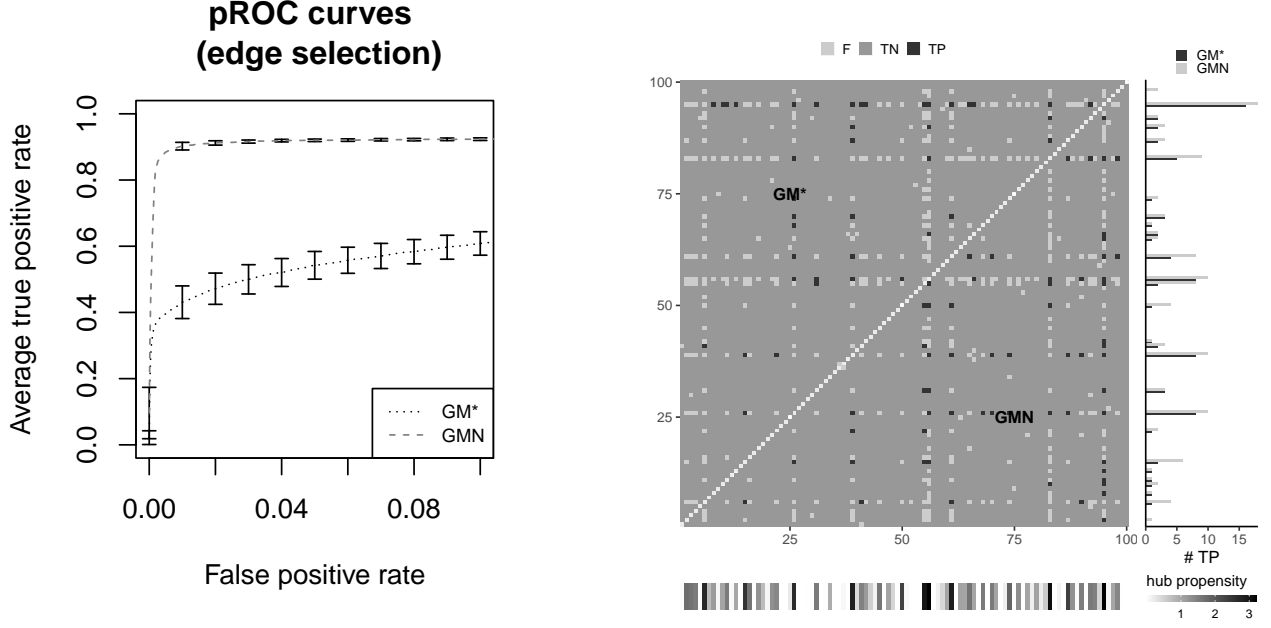 pROC curves
(edge selection)
Average true positive rate
1.0
0.8
0.6
0.4
0.2
0.0
GM*
GMN
0.00
0.04
0.08
False positive rate
F TN TP
100
75
50
25
GM*
GMN
25 50 75 100
GM*
GMN
0 5 10 15
# TP
hub propensity
1 2 3